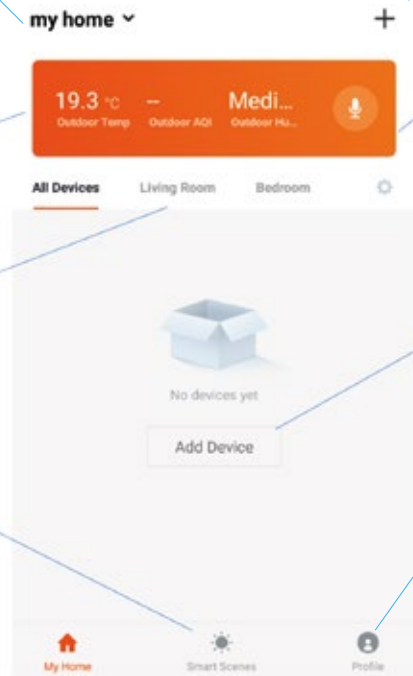 my home
19.3 °C -- Medi...
Outdoor Temp Outdoor AQI Outdoor Hu...
All Devices Living Room Bedroom
No devices yet
Add Device
My Home Smart Scenes Profile